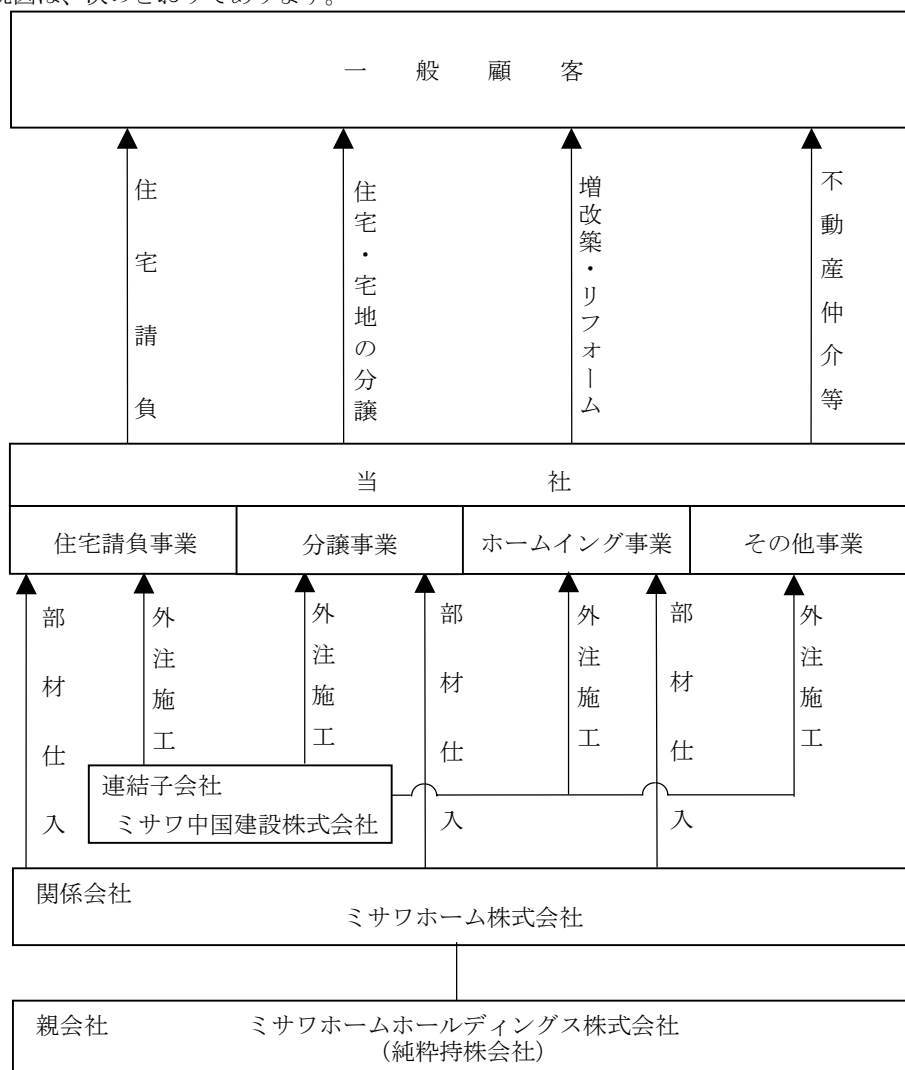 一般顧客
住宅請負
住宅・宅地の分譲
増改築・リフォーム
不動産仲介等
当社
住宅請負事業
分譲事業
ホームイング事業
その他事業
部材仕入
外注施工
外注施工
部材仕入
外注施工
部材仕入
外注施工
連結子会社
ミサワ中国建設株式会社
関係会社
ミサワホーム株式会社
親会社
ミサワホームホールディングス株式会社
(純粋持株会社)